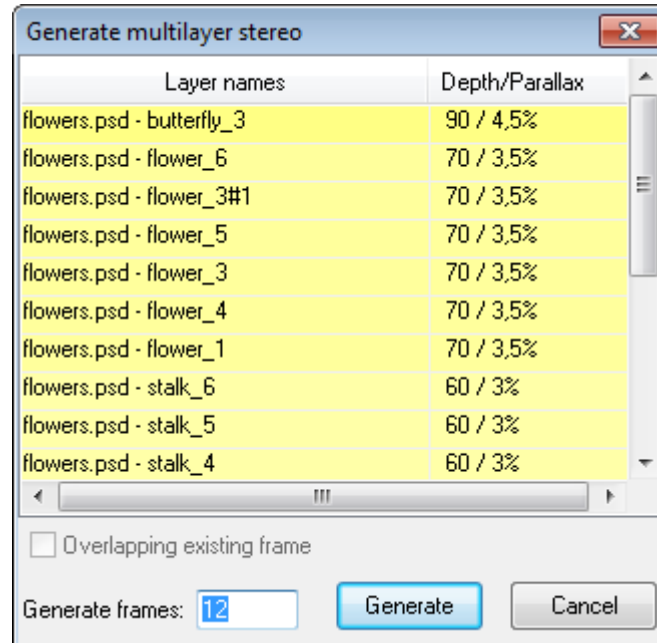 Generate multilayer stereo
Layer names Depth/Parallax
flowers.psd - butterfly_3 90 / 4,5%
flowers.psd - flower_6 70 / 3,5%
flowers.psd - flower_3#1 70 / 3,5%
flowers.psd - flower_5 70 / 3,5%
flowers.psd - flower_3 70 / 3,5%
flowers.psd - flower_4 70 / 3,5%
flowers.psd - flower_1 70 / 3,5%
flowers.psd - stalk_6 60 / 3%
flowers.psd - stalk_5 60 / 3%
flowers.psd - stalk_4 60 / 3%
Overlapping existing frame
Generate frames: 12 Generate Cancel